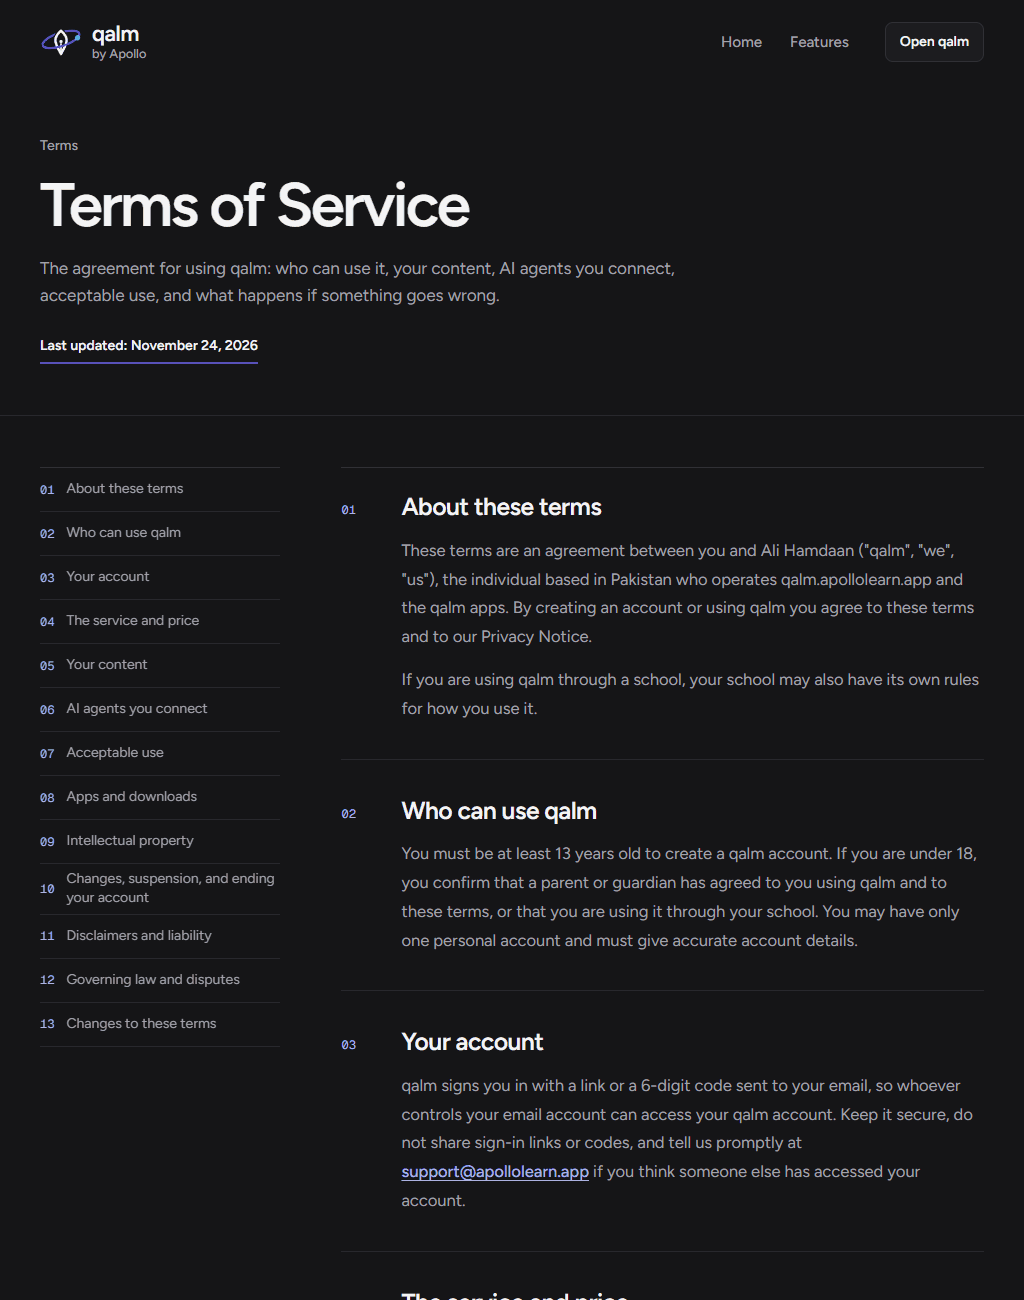 qalm
by Apollo
Home
Features
Open qalm
Terms
Terms of Service
The agreement for using qalm: who can use it, your content, AI agents you connect,
acceptable use, and what happens if something goes wrong.
Last updated: November 24, 2026
01 About these terms
02 Who can use qalm
03 Your account
04 The service and price
05 Your content
06 AI agents you connect
07 Acceptable use
08 Apps and downloads
09 Intellectual property
10 Changes, suspension, and ending
your account
11 Disclaimers and liability
12 Governing law and disputes
13 Changes to these terms
01 About these terms
These terms are an agreement between you and Ali Hamdaan ("qalm", "we",
"us"), the individual based in Pakistan who operates qalm.apollolearn.app and
the qalm apps. By creating an account or using qalm you agree to these terms
and to our Privacy Notice.
If you are using qalm through a school, your school may also have its own rules
for how you use it.
02 Who can use qalm
You must be at least 13 years old to create a qalm account. If you are under 18,
you confirm that a parent or guardian has agreed to you using qalm and to
these terms, or that you are using it through your school. You may have only
one personal account and must give accurate account details.
03 Your account
qalm signs you in with a link or a 6-digit code sent to your email, so whoever
controls your email account can access your qalm account. Keep it secure, do
not share sign-in links or codes, and tell us promptly at
support@apollolearn.app if you think someone else has accessed your
account.
The service and price